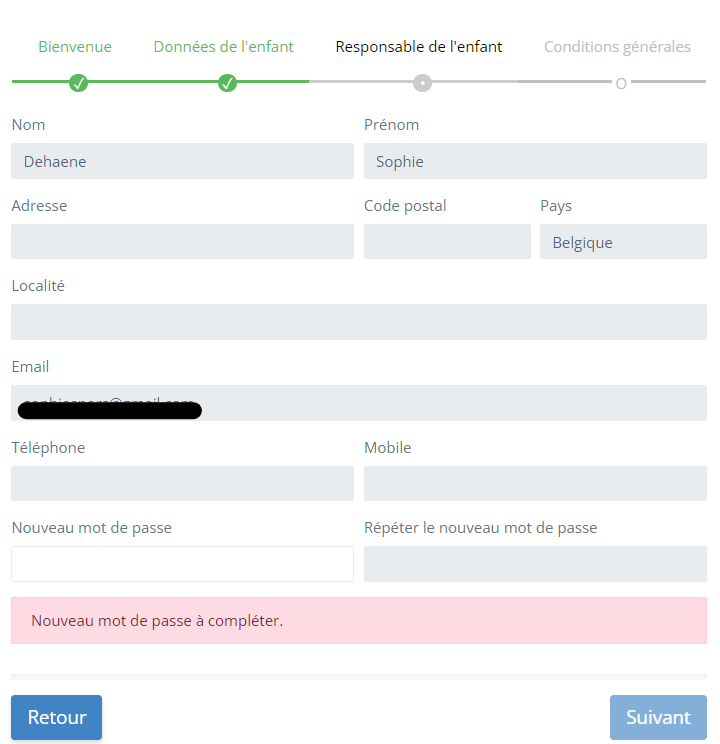 Bienvenue Données de l'enfant Responsable de l'enfant Conditions générales
Nom Prénom
Dehaene Sophie
Adresse Code postal Pays
Belgique
Localité
Email
Téléphone Mobile
Nouveau mot de passe Répéter le nouveau mot de passe
Nouveau mot de passe à compléter.
Retour Suivant